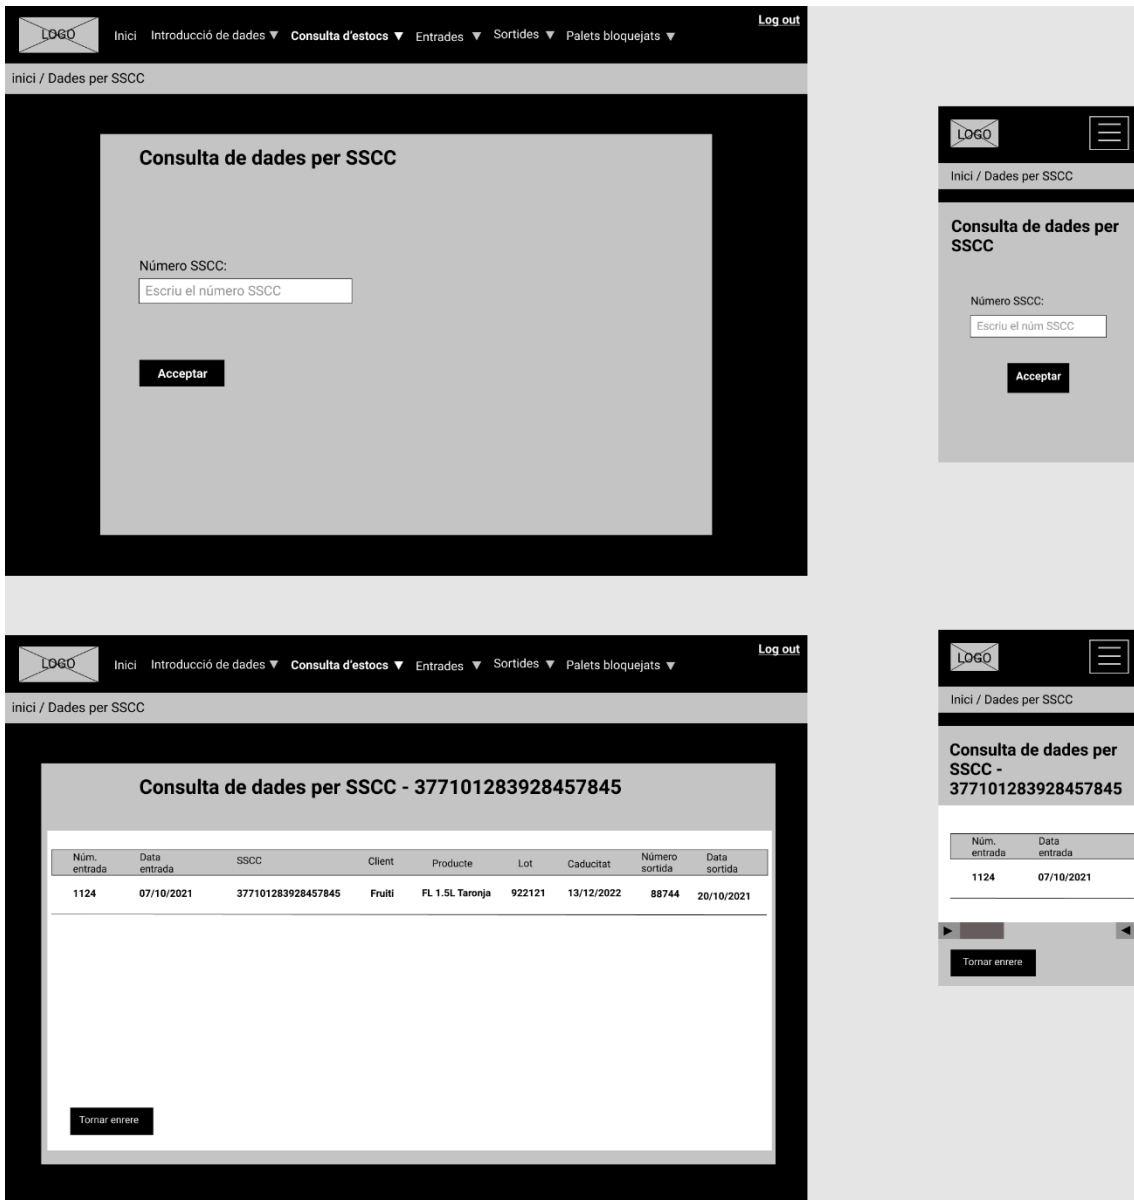 LOGO Inici Introducció de dades ▼ Consulta d'estocs ▼ Entrades ▼ Sortides ▼ Palets bloquejats ▼ Log out
inici / Dades per SSCC
Consulta de dades per SSCC
Número SSCC:
Escriu el número SSCC
Acceptar
LOGO
Inici / Dades per SSCC
Consulta de dades per
SSCC
Número SSCC:
Escriu el núm SSCC
Acceptar
LOGO Inici Introducció de dades ▼ Consulta d'estocs ▼ Entrades ▼ Sortides ▼ Palets bloquejats ▼ Log out
inici / Dades per SSCC
Consulta de dades per SSCC - 377101283928457845
Núm. entrada Data entrada SSCC Client Producte Lot Caducitat Número sortida Data sortida
1124 07/10/2021 377101283928457845 Fruiti FL 1.5L Taronja 922121 13/12/2022 88744 20/10/2021
Tornar enrere
LOGO
Inici / Dades per SSCC
Consulta de dades per
SSCC -
377101283928457845
Núm. entrada Data entrada
1124 07/10/2021
Tornar enrere